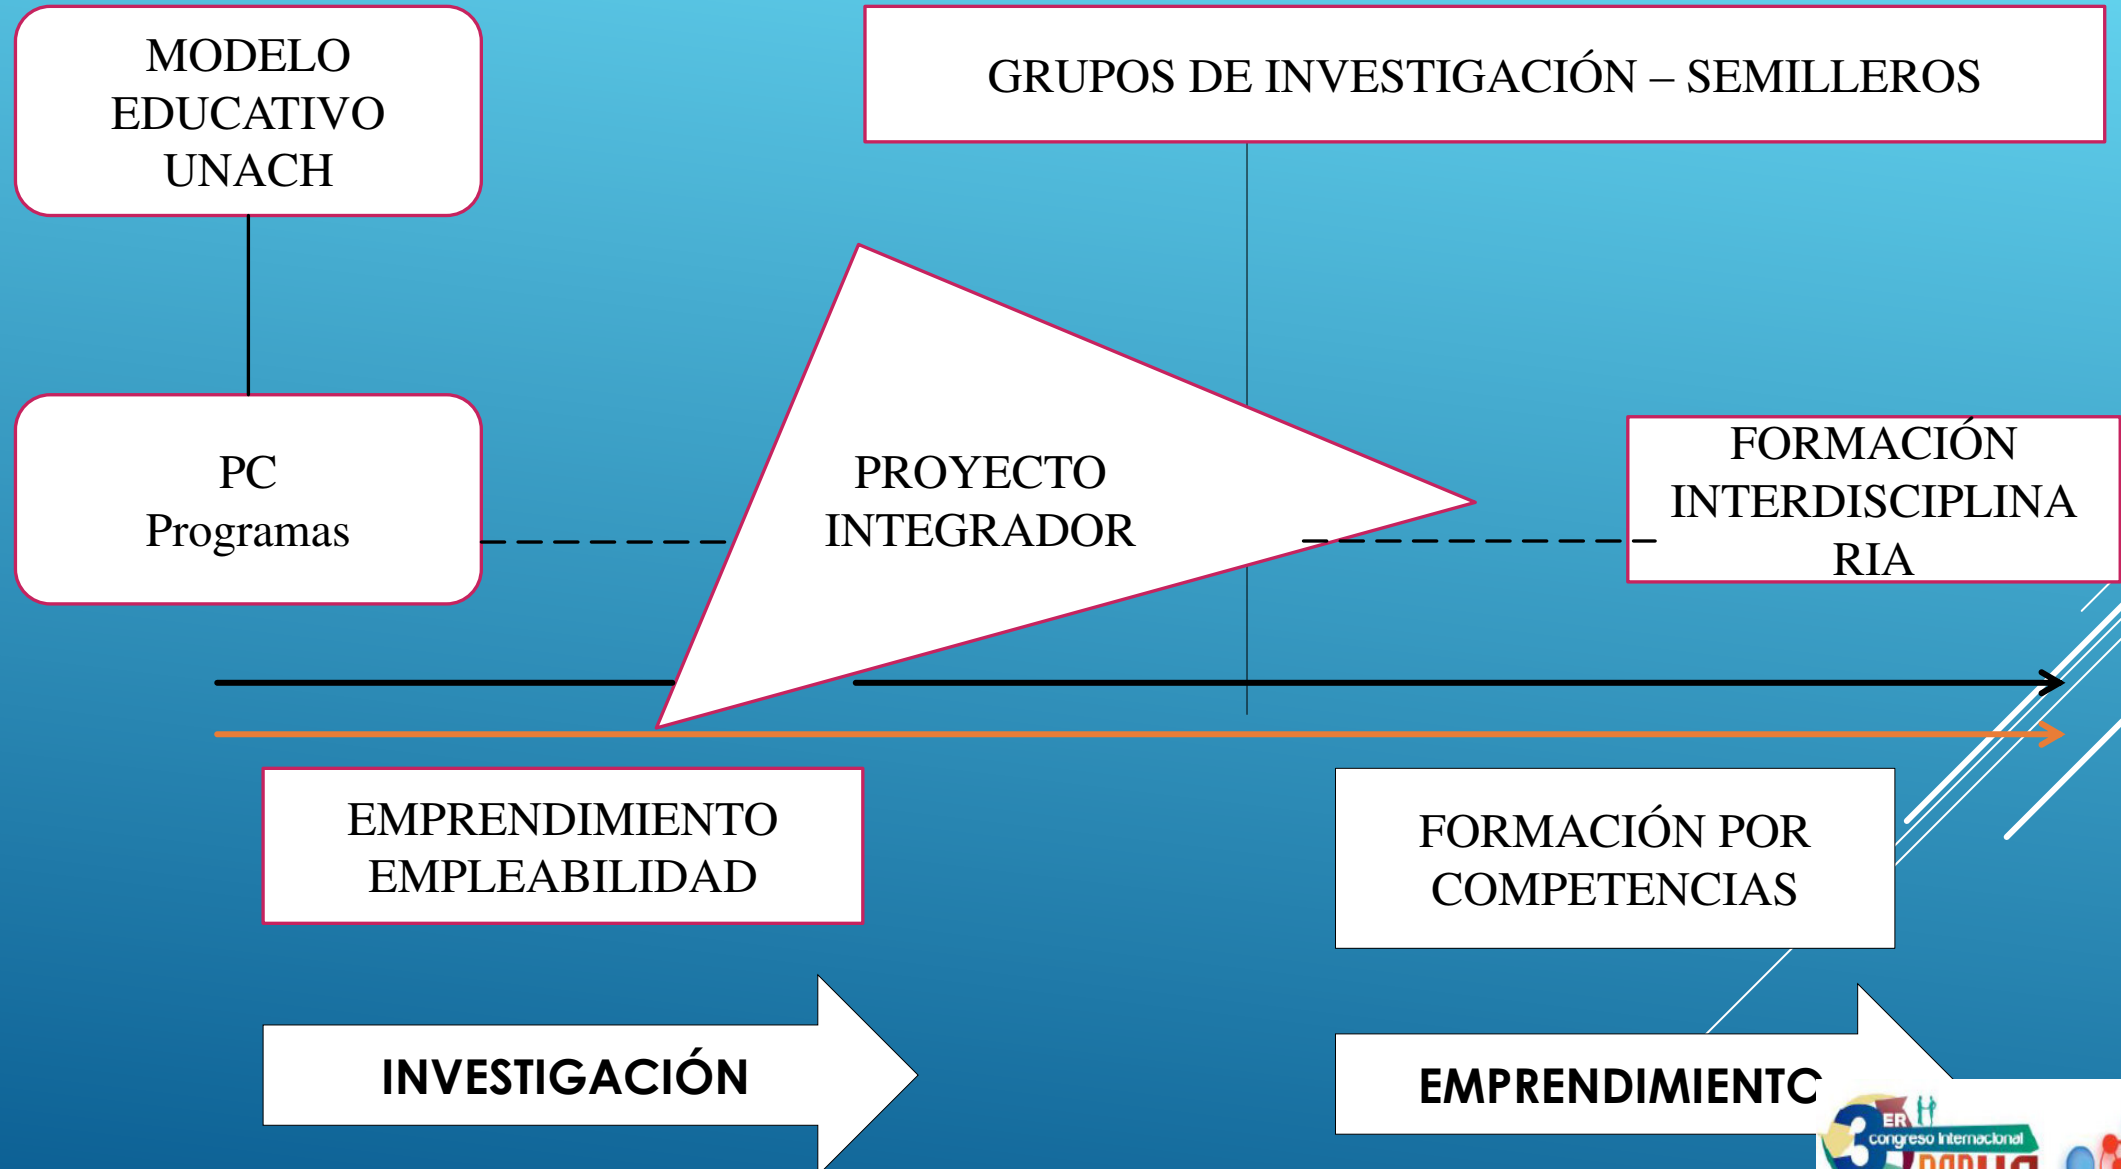 MODELO
EDUCATIVO
UNACH
GRUPOS DE INVESTIGACIÓN – SEMILLEROS
PC
Programas
PROYECTO
INTEGRADOR
FORMACIÓN
INTERDISCIPLINA
RIA
EMPRENDIMIENTO
EMPLEABILIDAD
FORMACIÓN POR
COMPETENCIAS
INVESTIGACIÓN
EMPRENDIMIENTO
3ER
congreso internacional